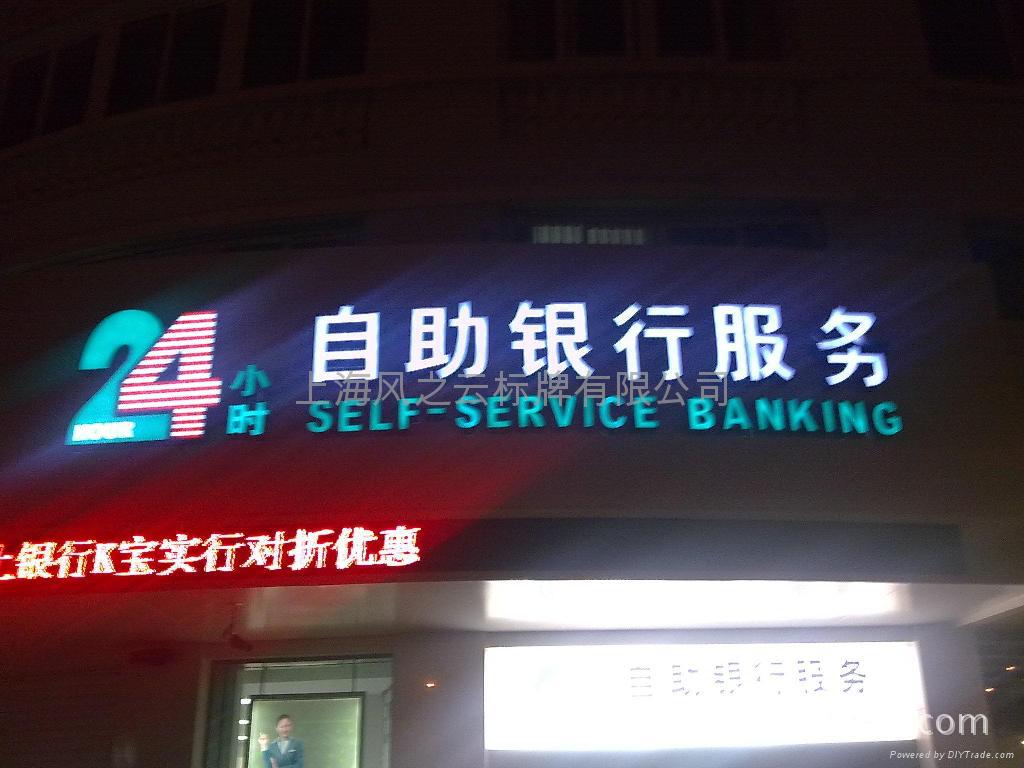 24 小时
HOUR
自助银行服务
上海风之云标牌有限公司
SELF-SERVICE BANKING
上银行K宝实行对折优惠
自助银行服务
.com
Powered by DIYTrade.com